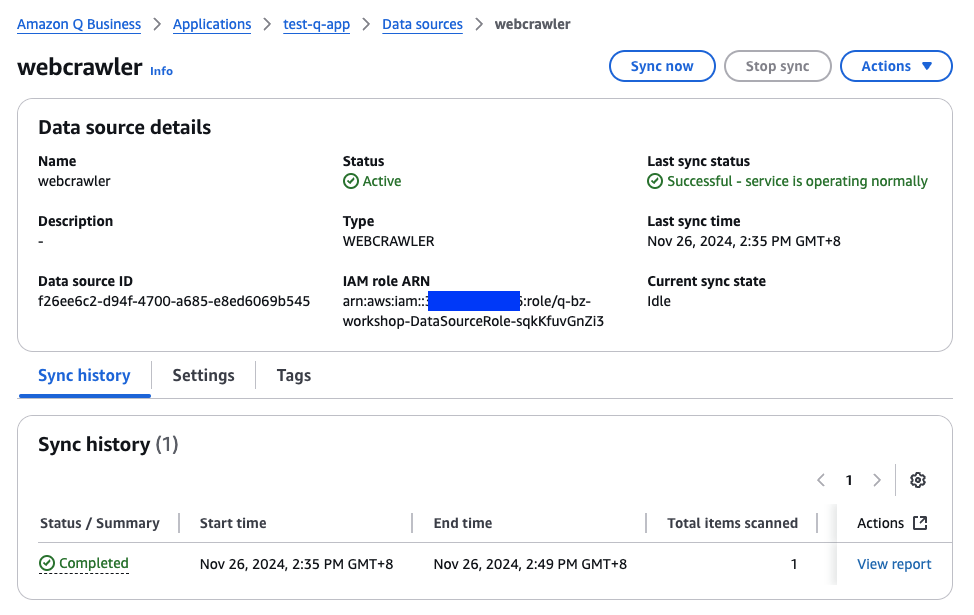 Amazon Q Business > Applications > test-q-app > Data sources > webcrawler
webcrawler Info
Sync now Stop sync Actions
Data source details
Name Status Last sync status
webcrawler Active Successful - service is operating normally
Description Type Last sync time
- WEBCRAWLER Nov 26, 2024, 2:35 PM GMT+8
Data source ID IAM role ARN Current sync state
f26ee6c2-d94f-4700-a685-e8ed6069b545 arn:aws:iam:: :role/q-bz- Idle
workshop-DataSourceRole-sqkKfuvGnZi3
Sync history Settings Tags
Sync history (1)
1
Status / Summary Start time End time Total items scanned Actions
Completed Nov 26, 2024, 2:35 PM GMT+8 Nov 26, 2024, 2:49 PM GMT+8 1 View report